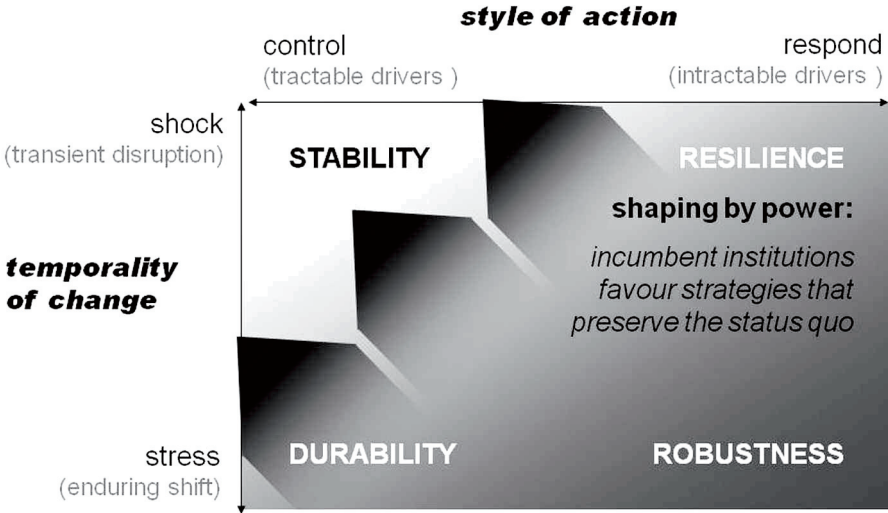 style of action
control
(tractable drivers )
respond
(intractable drivers )
shock
(transient disruption)
STABILITY
RESILIENCE
shaping by power:
incumbent institutions
favour strategies that
preserve the status quo
temporality
of change
stress
(enduring shift)
DURABILITY
ROBUSTNESS